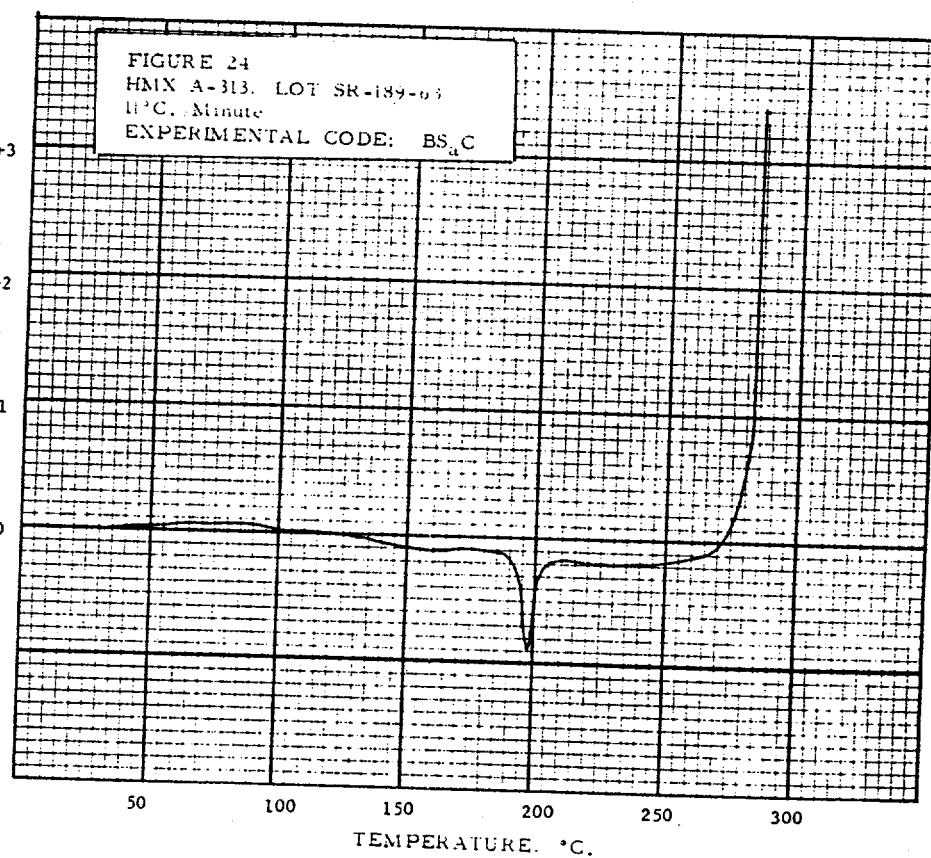 FIGURE 24
HMX A-313. LOT SR-189-63
11°C. Minute
EXPERIMENTAL CODE: BSaC
+3
+2
1
0
50 100 150 200 250 300
TEMPERATURE. °C.